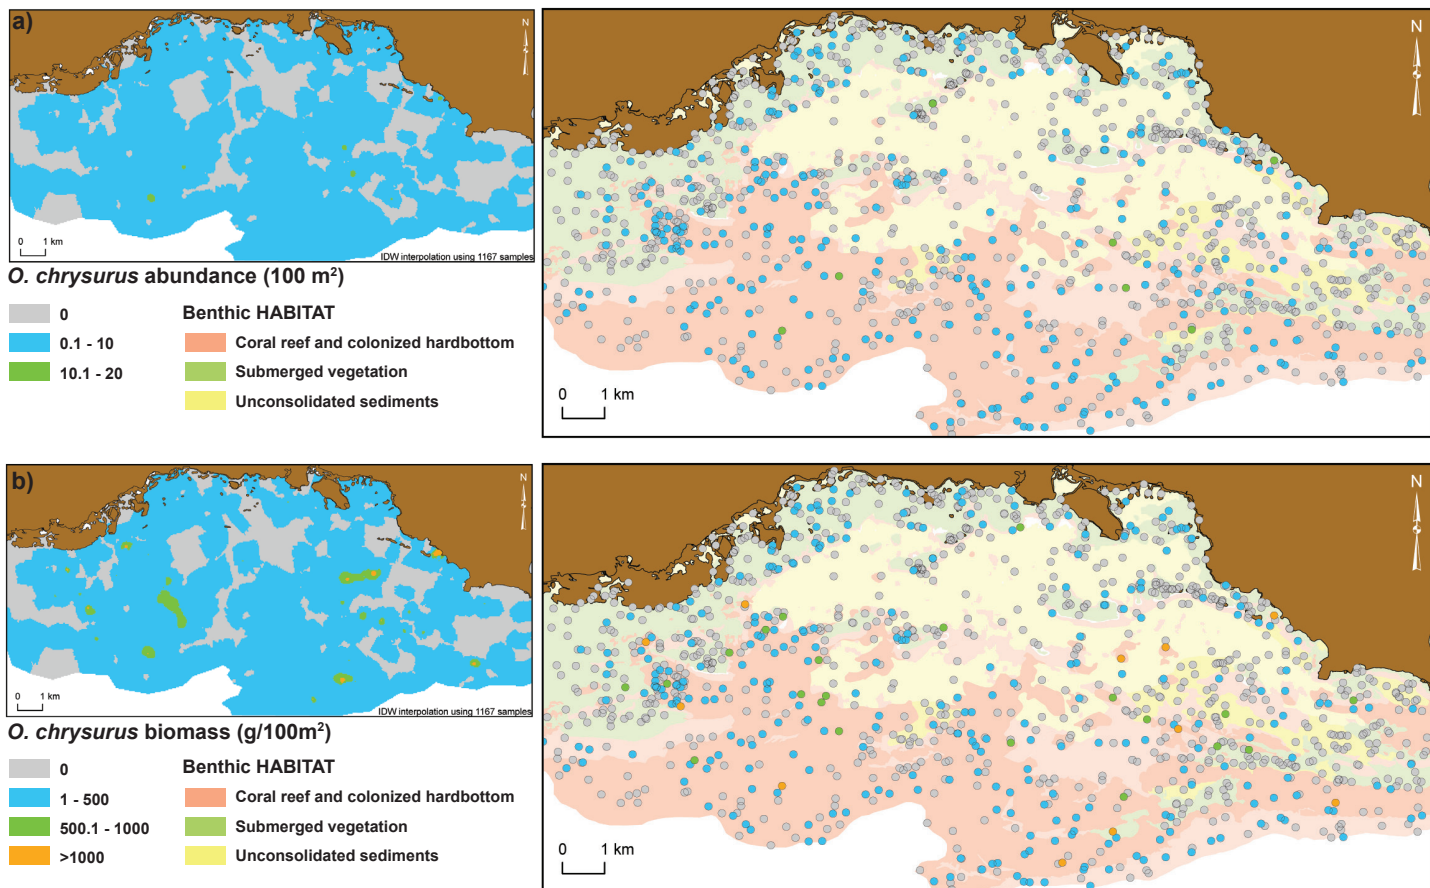 a)
N
0 1 km
IDW interpolation using 1167 samples
O. chrysurus abundance (100 m²)
0
0.1 - 10
10.1 - 20
Benthic HABITAT
Coral reef and colonized hardbottom
Submerged vegetation
Unconsolidated sediments
N
0 1 km
b)
N
0 1 km
IDW interpolation using 1167 samples
O. chrysurus biomass (g/100m²)
0
1 - 500
500.1 - 1000
>1000
Benthic HABITAT
Coral reef and colonized hardbottom
Submerged vegetation
Unconsolidated sediments
N
0 1 km